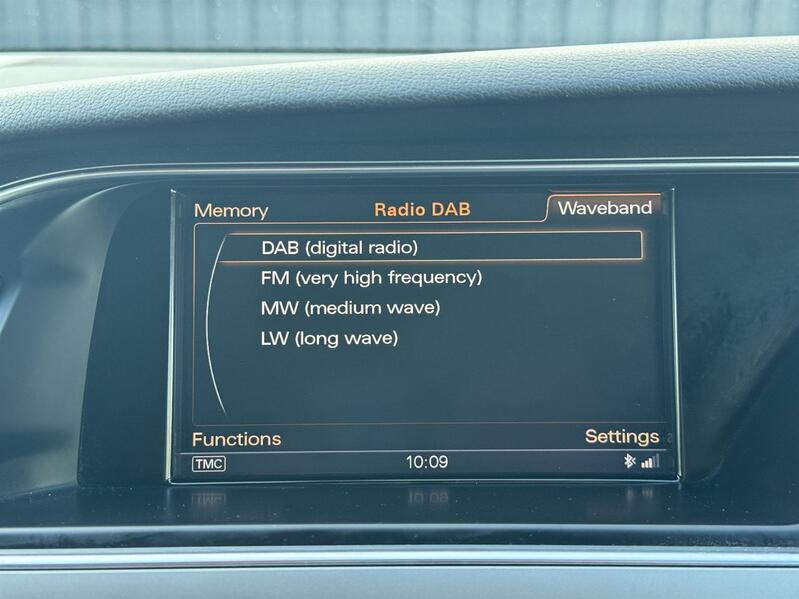 Memory Radio DAB Waveband
DAB (digital radio)
FM (very high frequency)
MW (medium wave)
LW (long wave)
Functions Settings
TMC 10:09